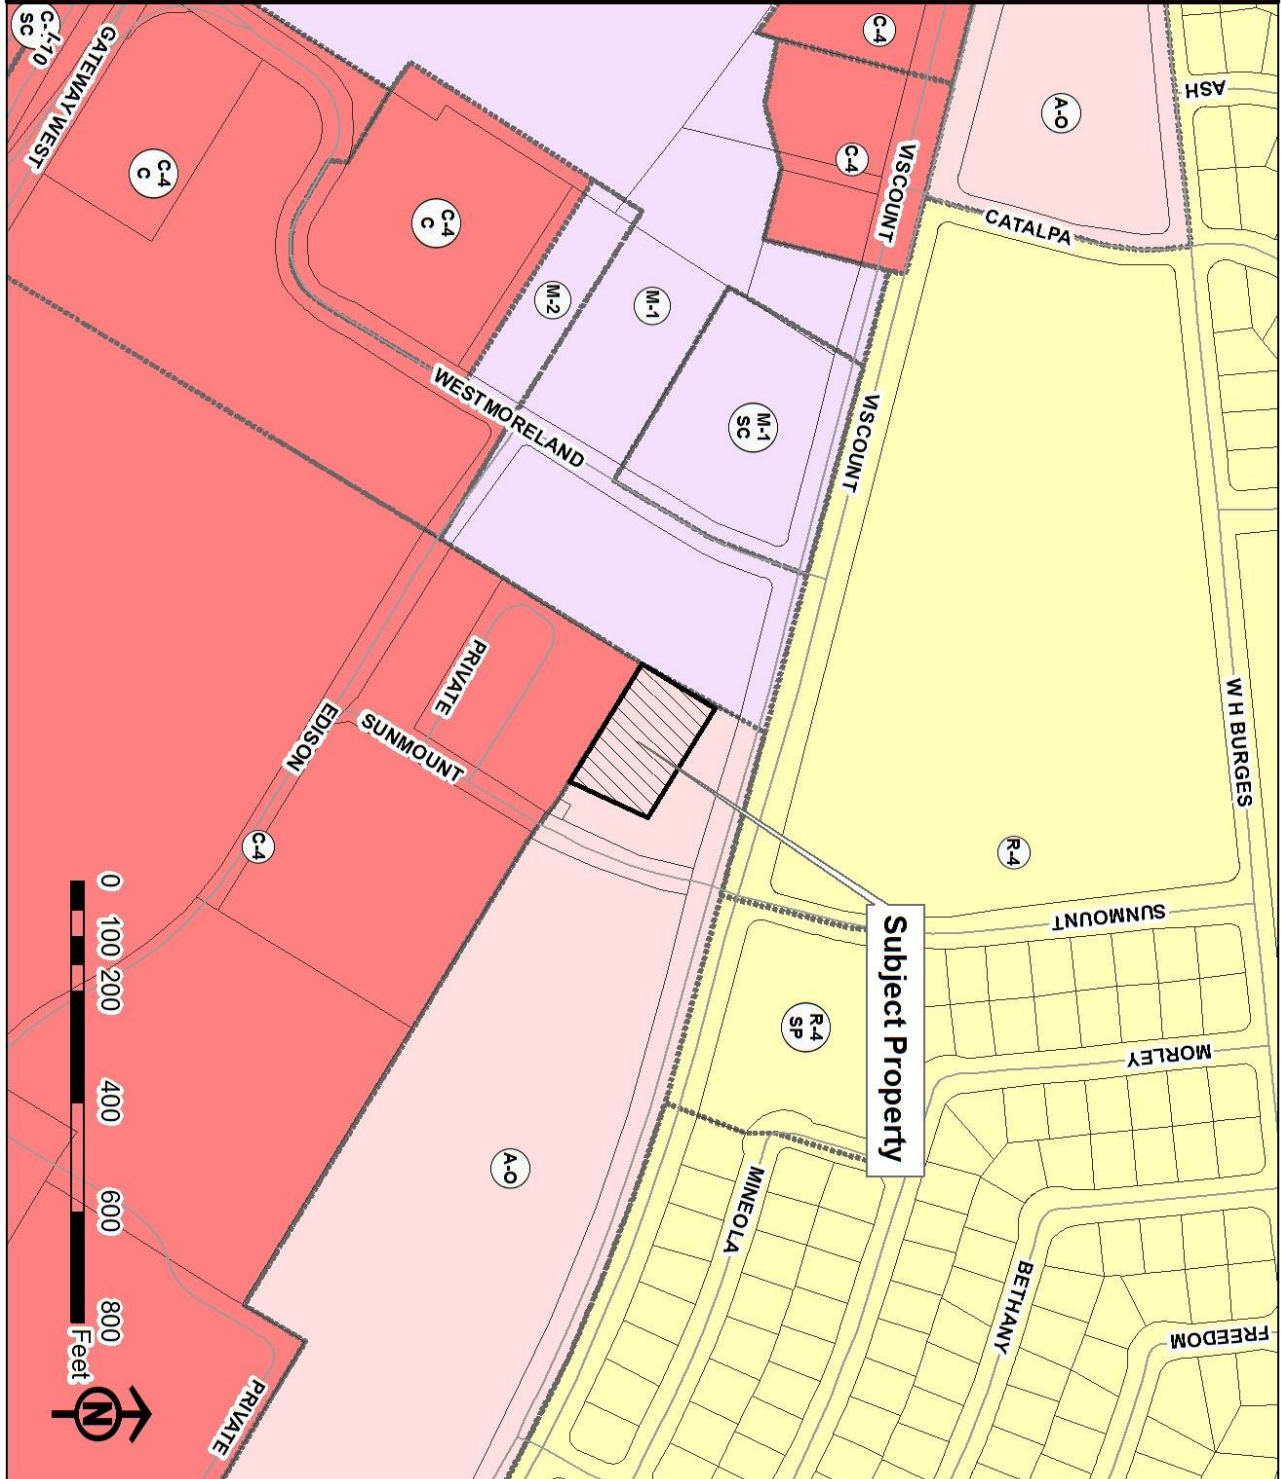 C-4
SC
I-10
GATEWAY WEST
C-4
C
C-4
C
M-2
M-1
M-1
SC
WESTMORELAND
C-4
C-4
VISCOUNT
VISCOUNT
A-O
CATALPA
ASH
W H BURGES
R-4
SUNMOUNT
MORLEY
BETHANY
FREEDOM
MINEOLA
R-4
SP
Subject Property
PRIVATE
SUNMOUNT
EDISON
C-4
A-O
PRIVATE
0 100 200 400 600 800
Feet
N